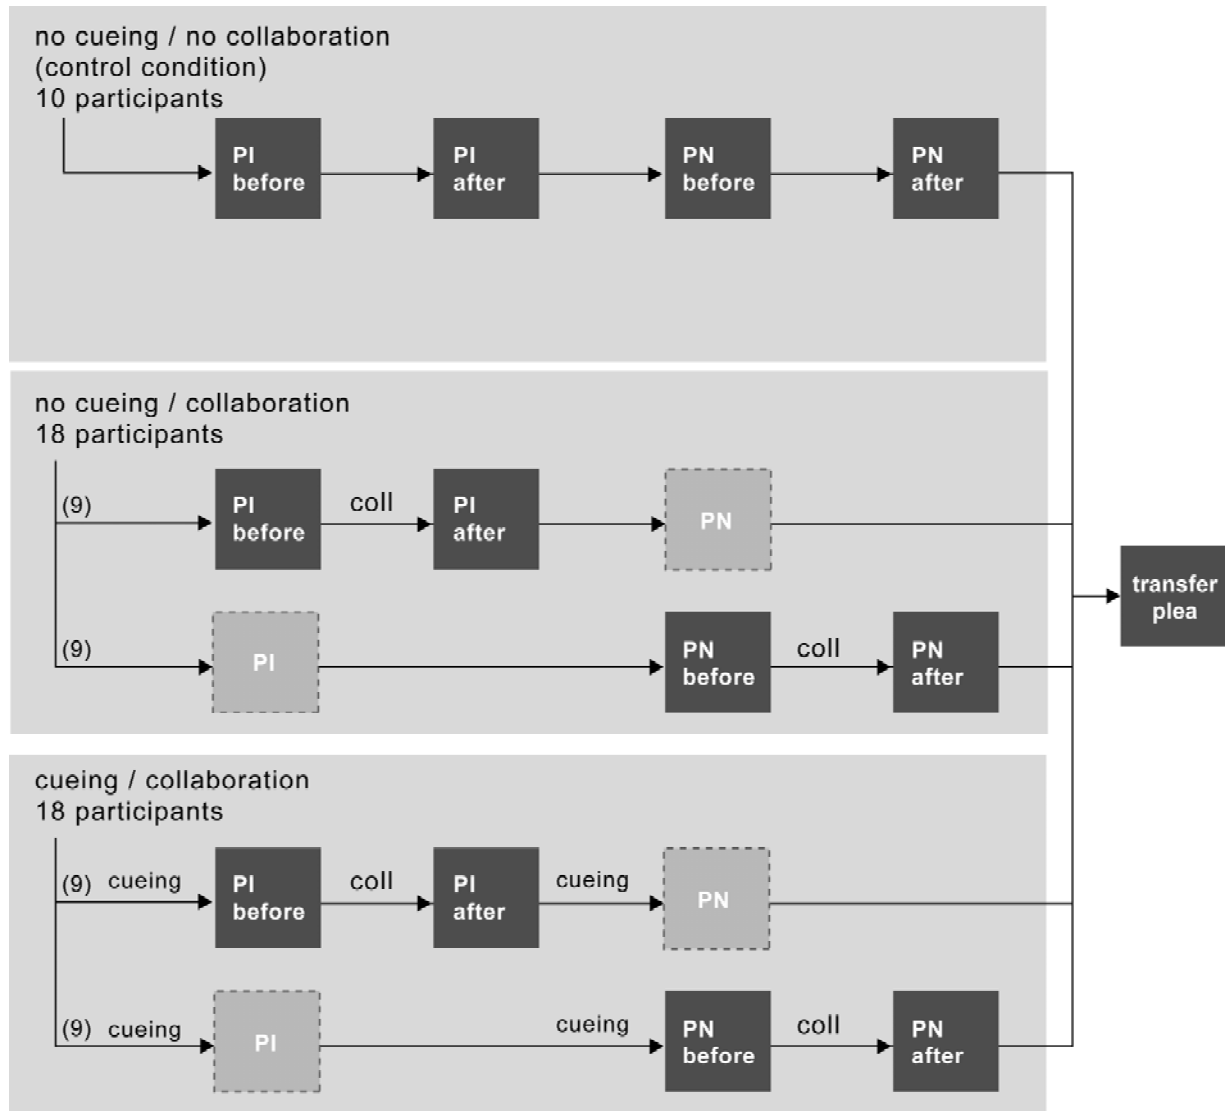 no cueing / no collaboration
(control condition)
10 participants
PI
before
PI
after
PN
before
PN
after
no cueing / collaboration
18 participants
(9)
PI
before
coll
PI
after
PN
(9)
PI
PN
before
coll
PN
after
transfer
plea
cueing / collaboration
18 participants
(9) cueing
PI
before
coll
PI
after
cueing
PN
(9) cueing
PI
cueing
PN
before
coll
PN
after